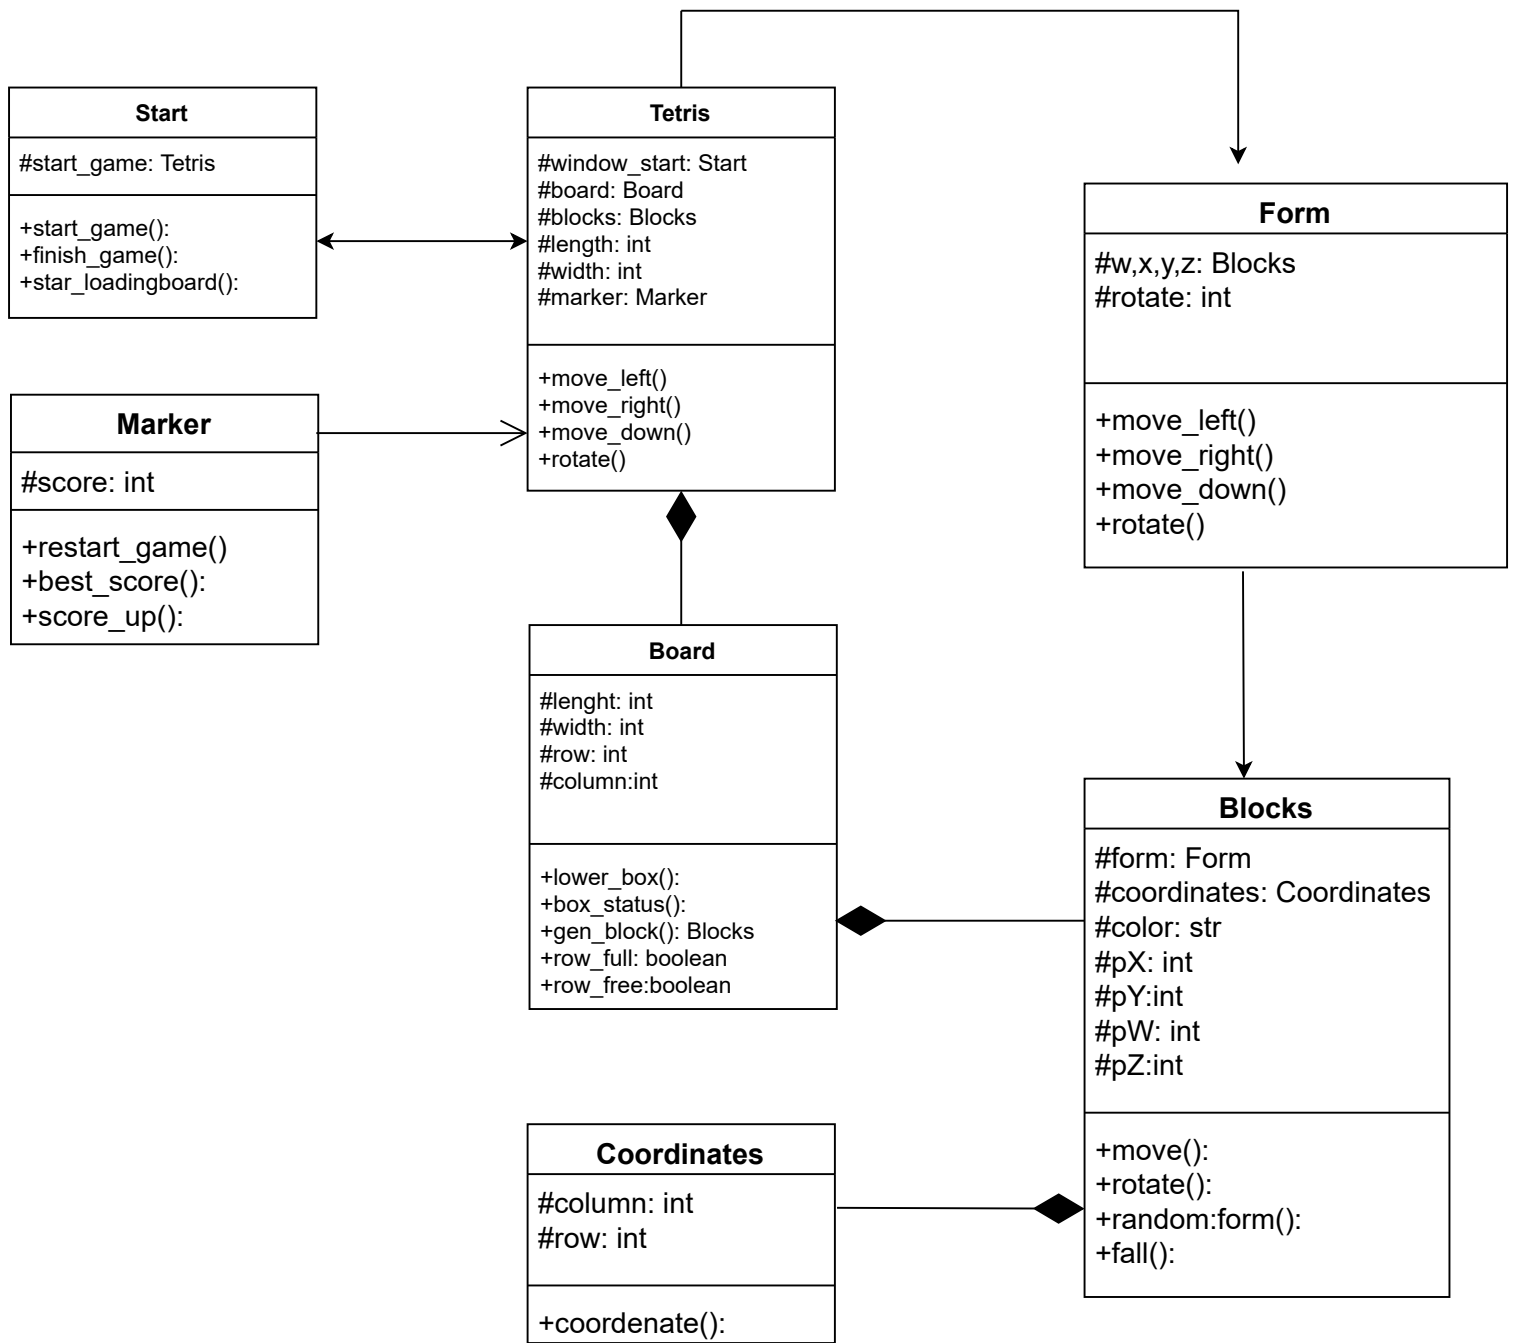 Start
#start_game: Tetris
+start_game():
+finish_game():
+star_loadingboard():
Tetris
#window_start: Start
#board: Board
#blocks: Blocks
#length: int
#width: int
#marker: Marker
+move_left()
+move_right()
+move_down()
+rotate()
Form
#w,x,y,z: Blocks
#rotate: int
+move_left()
+move_right()
+move_down()
+rotate()
Marker
#score: int
+restart_game()
+best_score():
+score_up():
Board
#lenght: int
#width: int
#row: int
#column:int
+lower_box():
+box_status():
+gen_block(): Blocks
+row_full: boolean
+row_free:boolean
Blocks
#form: Form
#coordinates: Coordinates
#color: str
#pX: int
#pY:int
#pW: int
#pZ:int
+move():
+rotate():
+random:form():
+fall():
Coordinates
#column: int
#row: int
+coordenate():